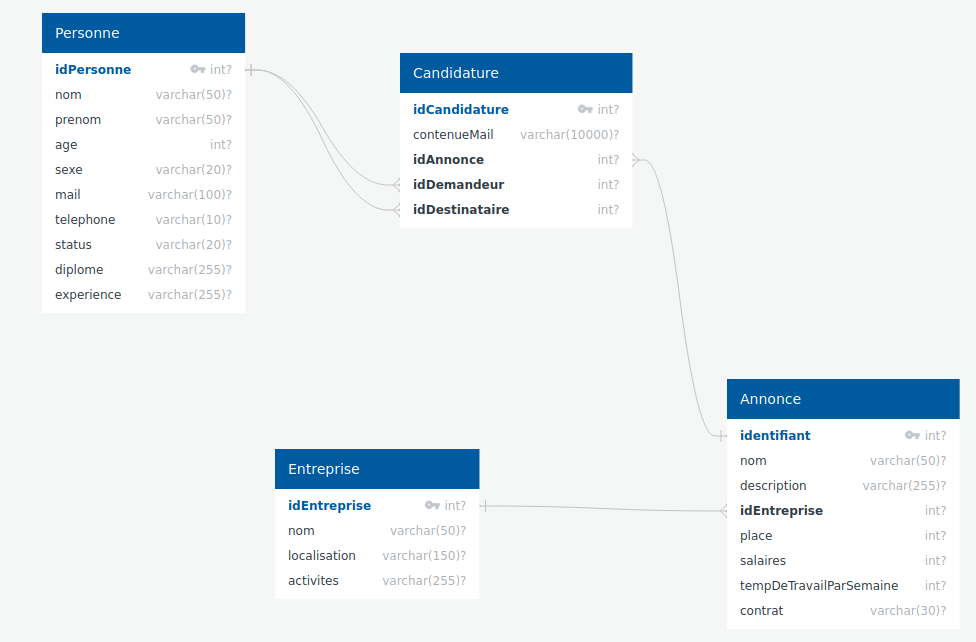 Personne
idPersonne int?
nom varchar(50)?
prenom varchar(50)?
age int?
sexe varchar(20)?
mail varchar(100)?
telephone varchar(10)?
status varchar(20)?
diplome varchar(255)?
experience varchar(255)?
Candidature
idCandidature int?
contenueMail varchar(10000)?
idAnnonce int?
idDemandeur int?
idDestinataire int?
Entreprise
idEntreprise int?
nom varchar(50)?
localisation varchar(150)?
activites varchar(255)?
Annonce
identifiant int?
nom varchar(50)?
description varchar(255)?
idEntreprise int?
place int?
salaires int?
tempDeTravailParSemaine int?
contrat varchar(30)?